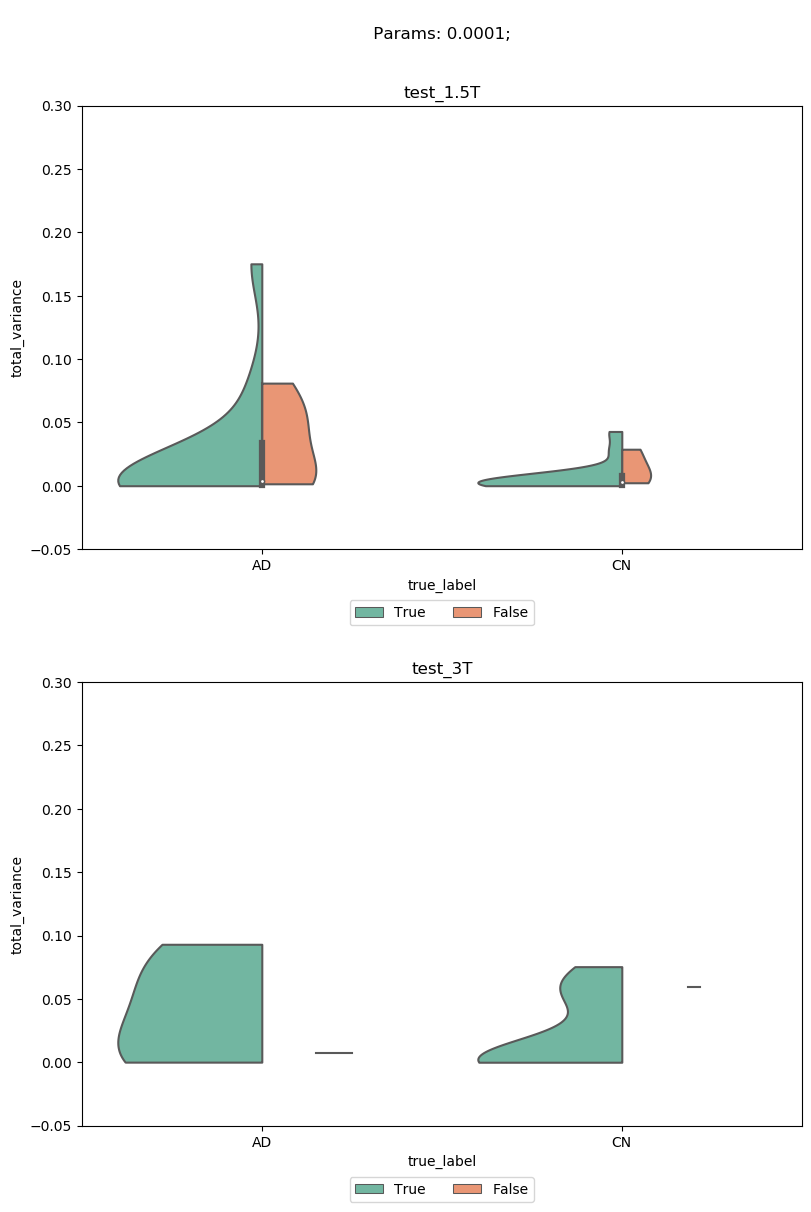 Params: 0.0001;
test_1.5T
0.30
0.25
0.20
0.15
0.10
0.05
0.00
−0.05
total_variance
AD CN
true_label
True False
test_3T
0.30
0.25
0.20
0.15
0.10
0.05
0.00
−0.05
total_variance
AD CN
true_label
True False